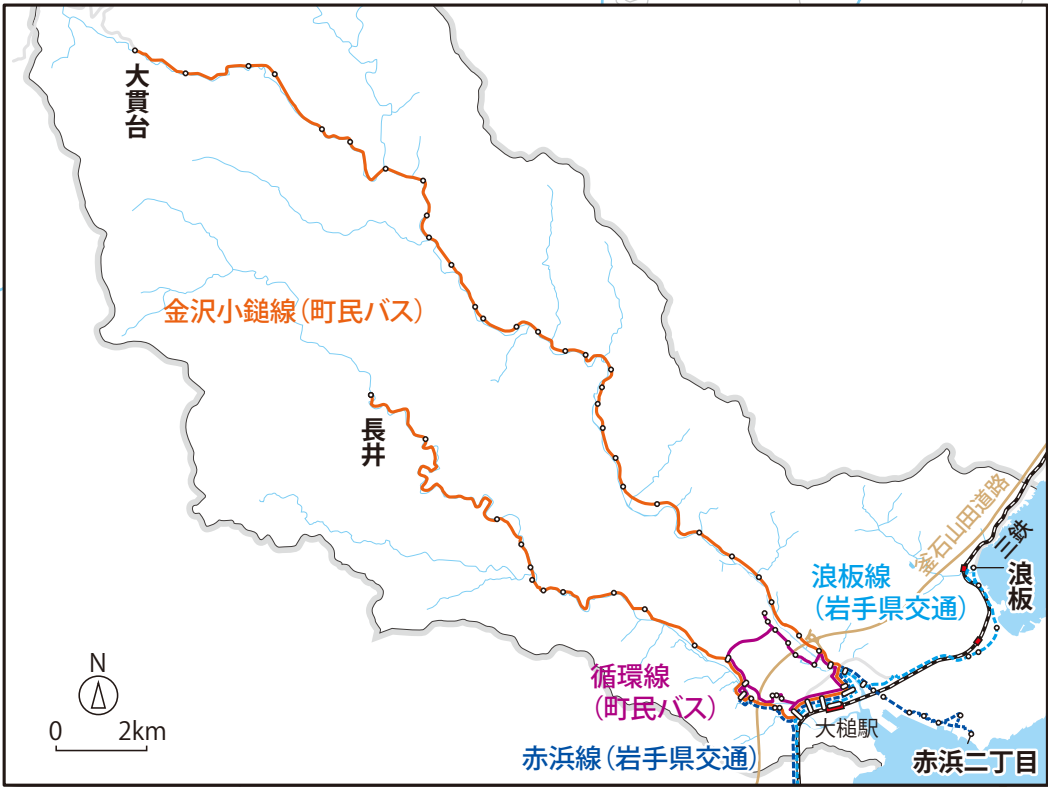 大貫台
金沢小鎚線(町民バス)
長井
釜石山田道路
三鉄
浪板
浪板線
(岩手県交通)
循環線
(町民バス)
N
0 2km
大槌駅
赤浜線(岩手県交通)
赤浜二丁目